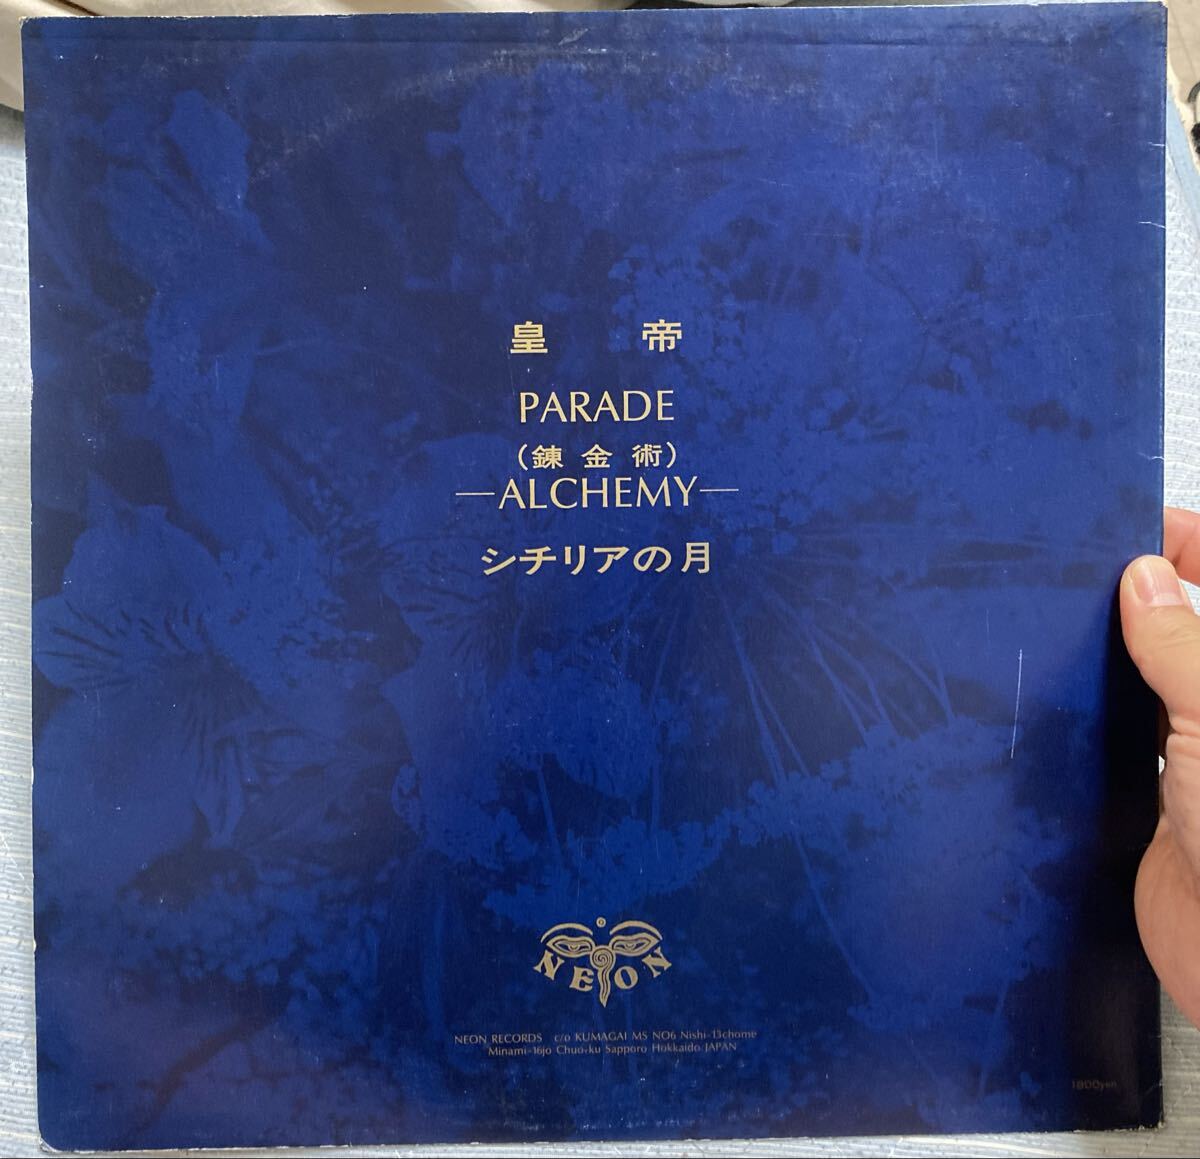 皇 帝
PARADE
(錬 金 術)
—ALCHEMY—
シチリアの月
NEON
NEON RECORDS c/o KUMAGAI MS NO6 Nishi-13chome
Minami-16jo Chuo-ku Sapporo Hokkaido JAPAN
1800yen